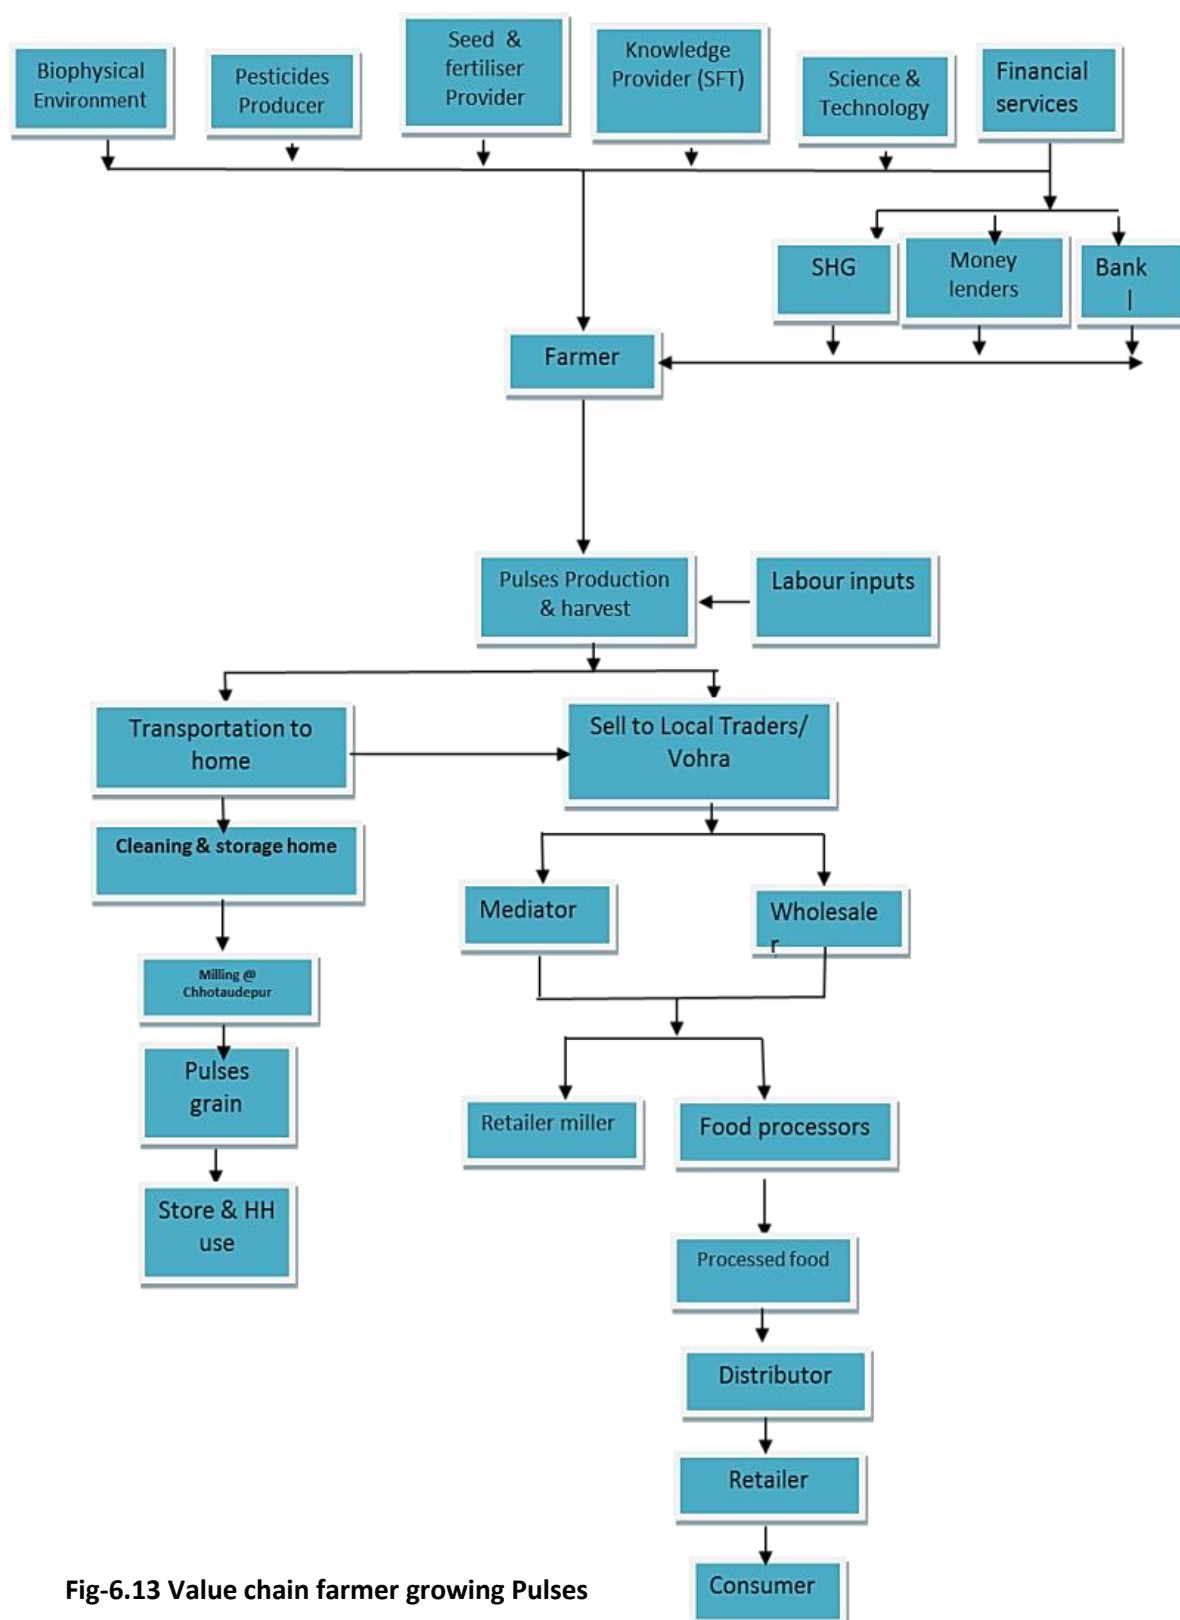 Biophysical
Environment
Pesticides
Producer
Seed & 
fertiliser
Provider
Knowledge
Provider (SFT)
Science &
Technology
Financial
services
SHG
Money
lenders
Bank
l
Farmer
Pulses Production
& harvest
Labour inputs
Transportation to
home
Sell to Local Traders/
Vohra
Cleaning & storage home
Mediator
Wholesale
r
Milling @
Chhotaudepur
Pulses
grain
Retailer miller
Food processors
Store & HH
use
Processed food
Distributor
Retailer
Consumer
Fig-6.13 Value chain farmer growing Pulses